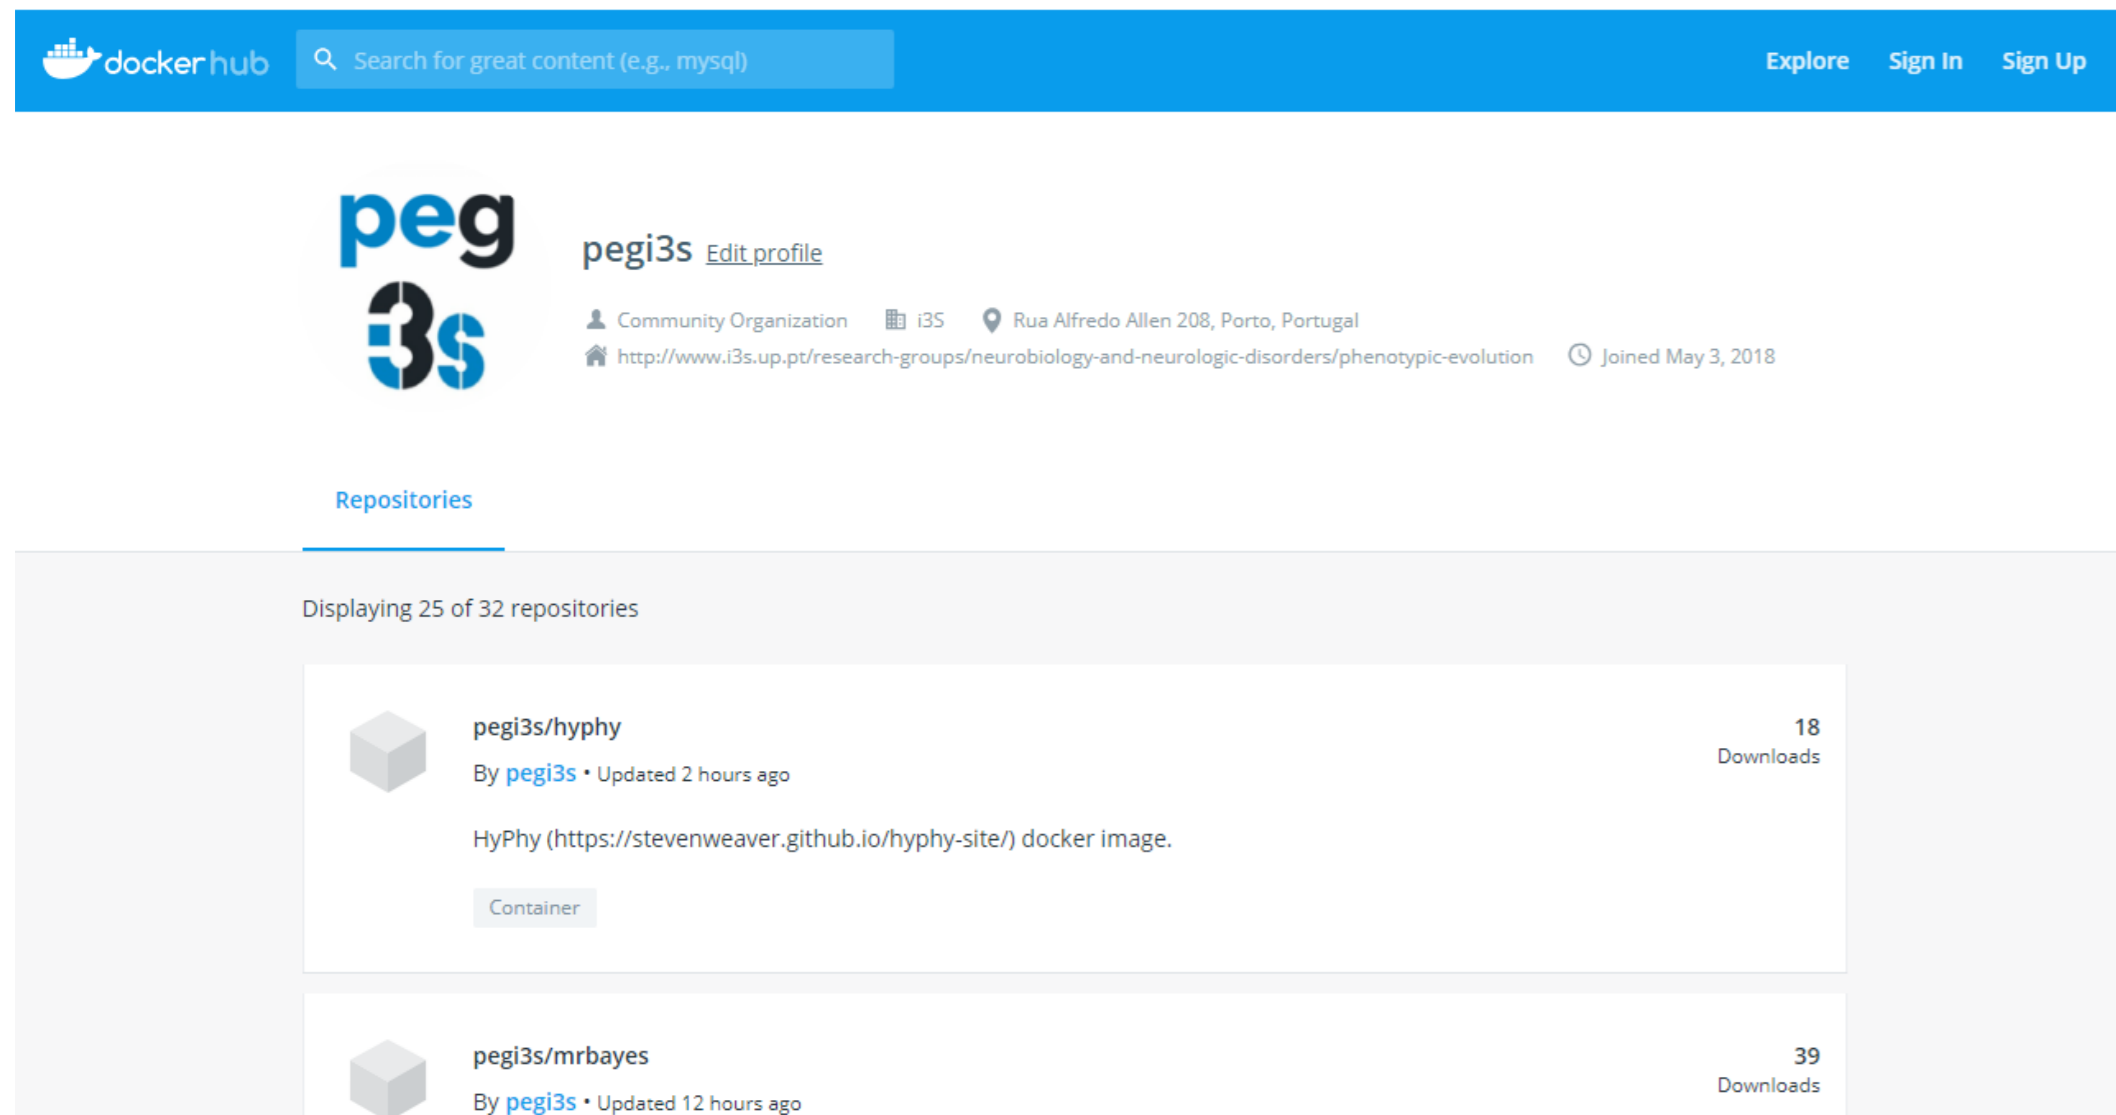 dockerhub Search for great content (e.g., mysql) Explore Sign In Sign Up
peg
i3s
pegi3s Edit profile
Community Organization i3S Rua Alfredo Allen 208, Porto, Portugal
http://www.i3s.up.pt/research-groups/neurobiology-and-neurologic-disorders/phenotypic-evolution Joined May 3, 2018
Repositories
Displaying 25 of 32 repositories
pegi3s/hyphy 18
Downloads
By pegi3s • Updated 2 hours ago
HyPhy (https://stevenweaver.github.io/hyphy-site/) docker image.
Container
pegi3s/mrbayes 39
Downloads
By pegi3s • Updated 12 hours ago